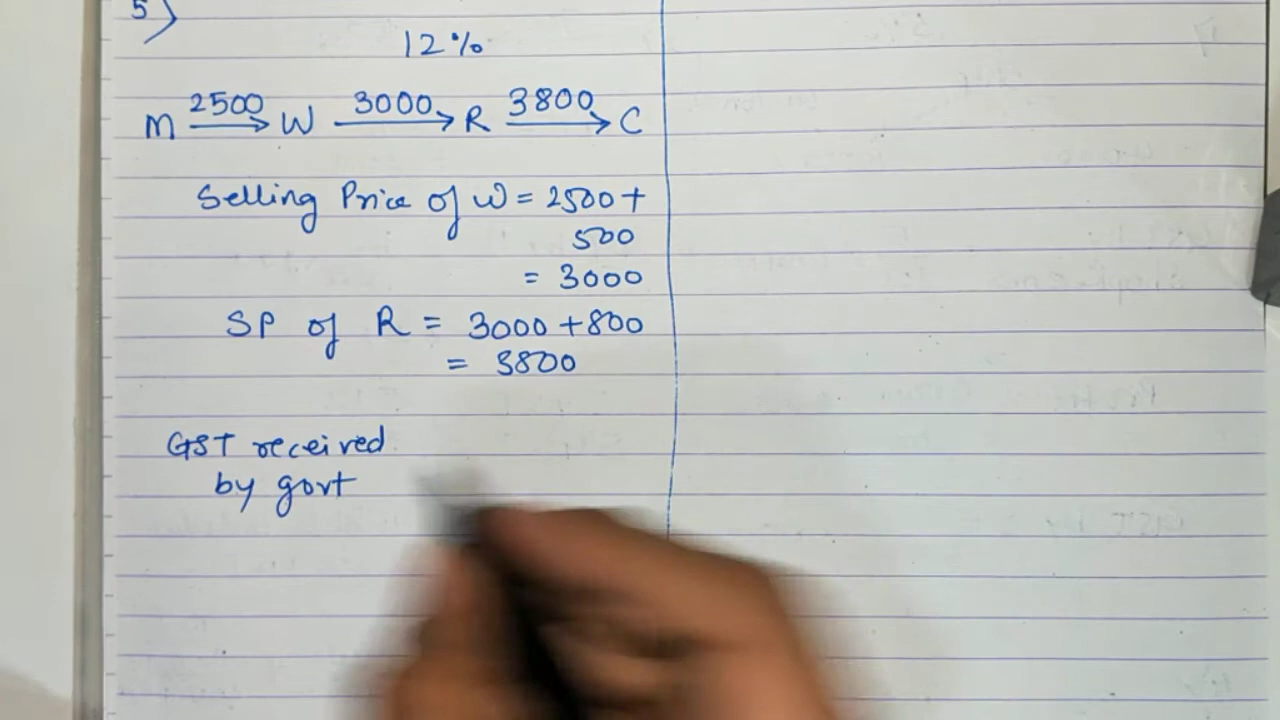 5)
12%
M 2500 → W 3000 → R 3800 → C
Selling Price of W = 2500 +
500
= 3000
SP of R = 3000 + 800
= 3800
GST received
by govt